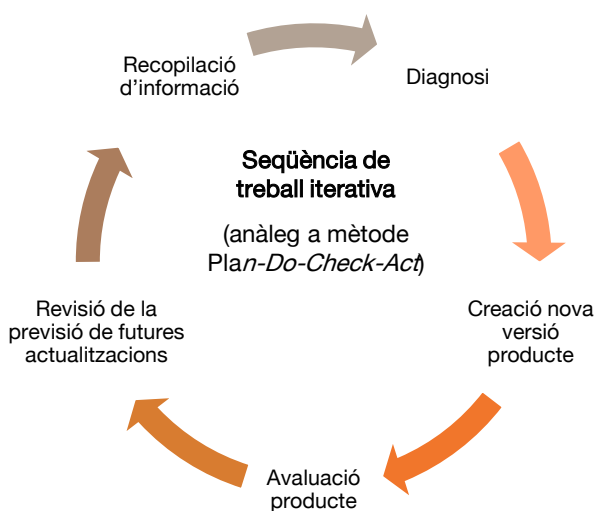 Recopilació
d’informació
Diagnosi
Seqüència de
treball iterativa
(anàleg a mètode
Plan-Do-Check-Act)
Creació nova
versió
producte
Avaluació
producte
Revisió de la
previsió de futures
actualitzacions